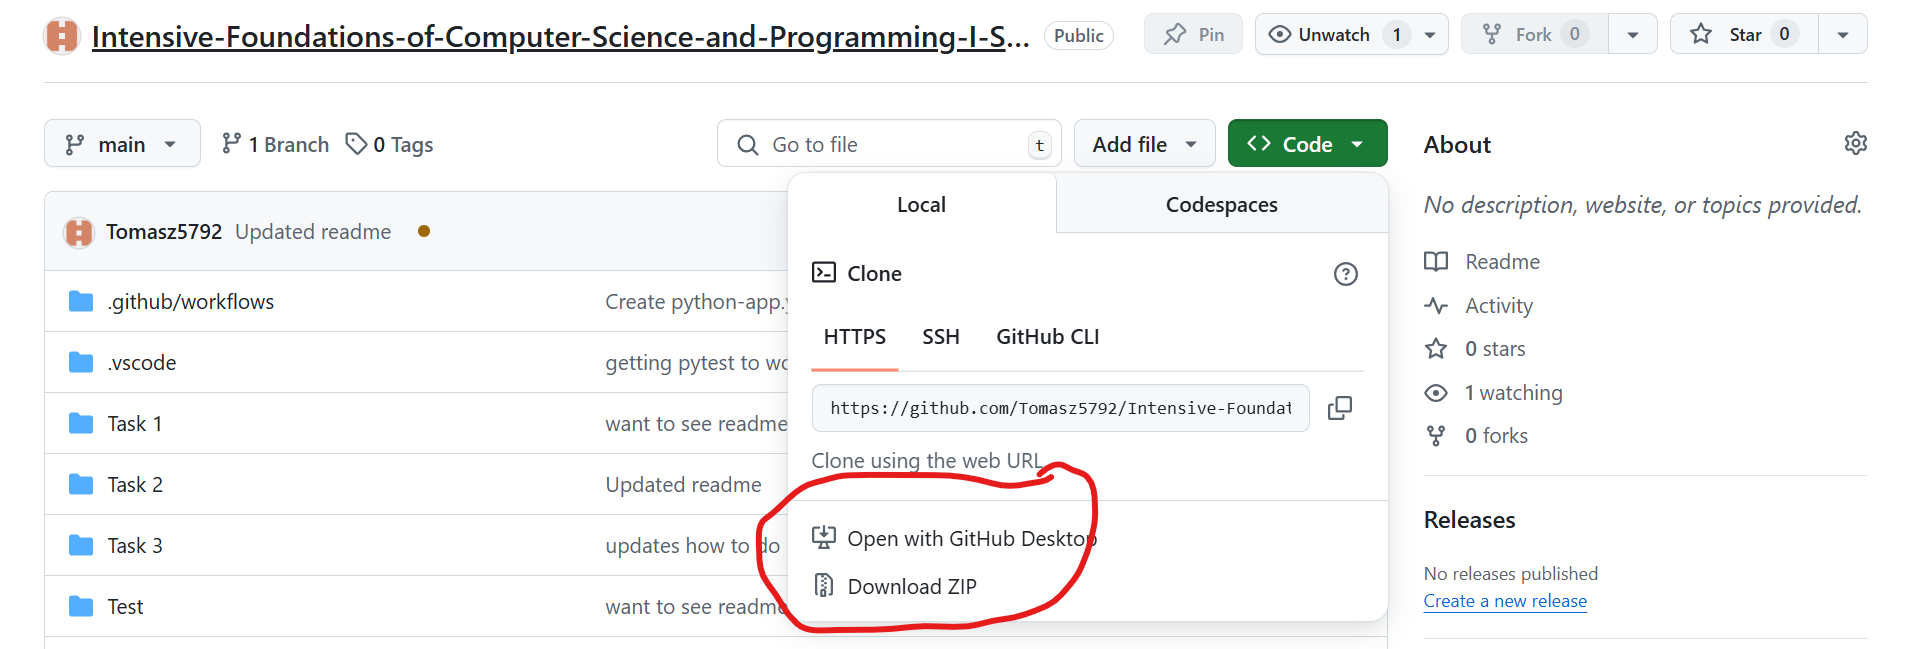 Intensive-Foundations-of-Computer-Science-and-Programming-I-S... Public Pin Unwatch 1 Fork 0 Star 0
main 1 Branch 0 Tags Go to file t Add file Code
Local Codespaces
Tomasz5792 Updated readme
Clone
.github/workflows Create python-app.y
HTTPS SSH GitHub CLI
.vscode getting pytest to wo
https://github.com/Tomasz5792/Intensive-Foundat
Task 1 want to see readme
Clone using the web URL.
Task 2 Updated readme
Open with GitHub Desktop
Task 3 updates how to do
Download ZIP
Test want to see readme
About
No description, website, or topics provided.
Readme
Activity
0 stars
1 watching
0 forks
Releases
No releases published
Create a new release